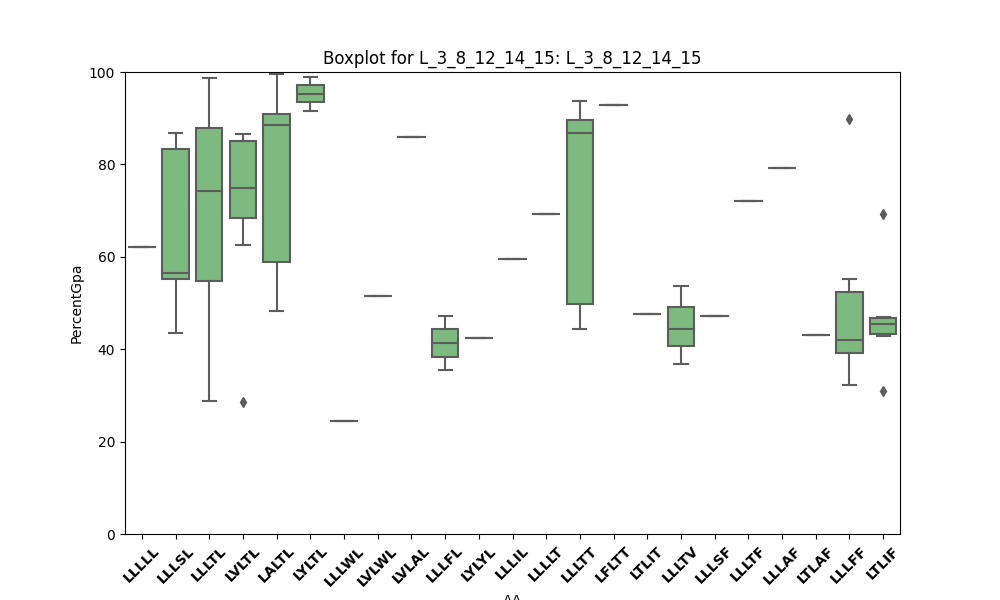 Boxplot for L_3_8_12_14_15: L_3_8_12_14_15
PercentGpa
100
80
60
40
20
0
LLLLL
LLLSL
LLLTL
LVLTL
LALTL
LYLTL
LLLWL
LVLWL
LVLAL
LLLFL
LYLYL
LLLIL
LLLLT
LLLTT
LFLTT
LTLIT
LLLTV
LLLSF
LLLTF
LLLAF
LTLAF
LLLFF
LTLIF
AA